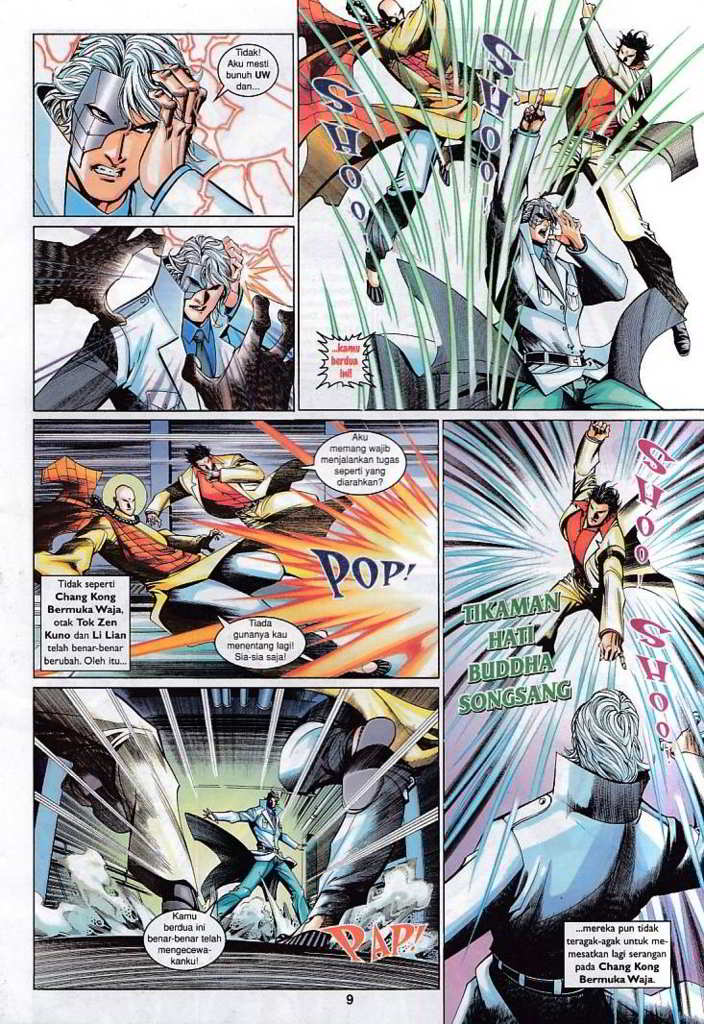 Tidak!
Aku mesti
bunuh UW
dan...
SHOO
SHOO
SHOO
...kamu
berdua
ini!
Aku
memang wajib
menjalankan tugas
seperti yang
diarahkan?
POP!
Tidak seperti
Chang Kong
Bermuka Waja,
otak Tok Zen
Kuno dan Li Lian
telah benar-benar
berubah. Oleh itu...
Tiada
gunanya kau
menentang lagi!
Sia-sia saja!
SHOO
TIKAMAN
HATI
BUDDHA
SONGSANG
SHOO
Kamu
berdua ini
benar-benar telah
mengecewa-
kanku!
PAP!
...mereka pun tidak
teragak-agak untuk me-
mesatkan lagi serangan
pada Chang Kong
Bermuka Waja.
9